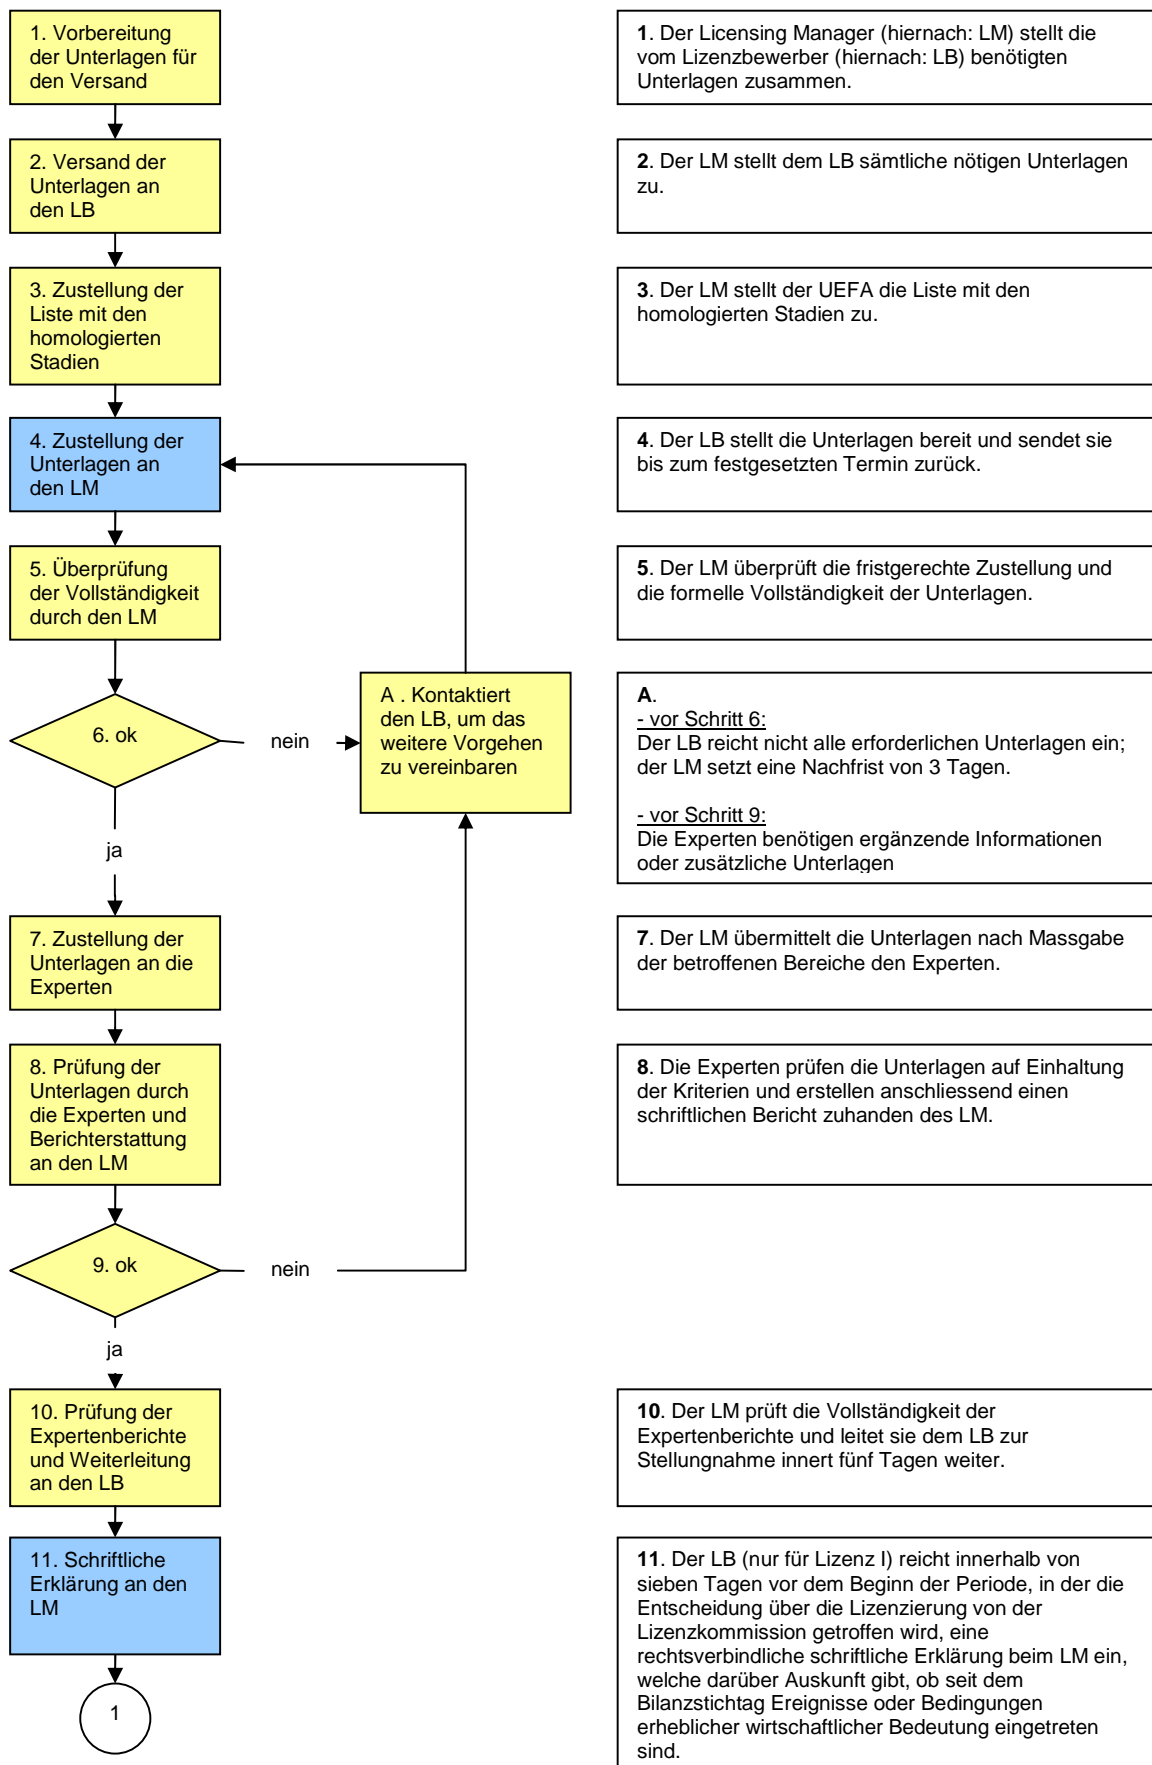 1. Vorbereitung
der Unterlagen für
den Versand
1. Der Licensing Manager (hiernach: LM) stellt die
vom Lizenzbewerber (hiernach: LB) benötigten
Unterlagen zusammen.
2. Versand der
Unterlagen an
den LB
2. Der LM stellt dem LB sämtliche nötigen Unterlagen
zu.
3. Zustellung der
Liste mit den
homologierten
Stadien
3. Der LM stellt der UEFA die Liste mit den
homologierten Stadien zu.
4. Zustellung der
Unterlagen an
den LM
4. Der LB stellt die Unterlagen bereit und sendet sie
bis zum festgesetzten Termin zurück.
5. Überprüfung
der Vollständigkeit
durch den LM
5. Der LM überprüft die fristgerechte Zustellung und
die formelle Vollständigkeit der Unterlagen.
6. ok
nein
A . Kontaktiert
den LB, um das
weitere Vorgehen
zu vereinbaren
A.
- vor Schritt 6:
Der LB reicht nicht alle erforderlichen Unterlagen ein;
der LM setzt eine Nachfrist von 3 Tagen.
- vor Schritt 9:
Die Experten benötigen ergänzende Informationen
oder zusätzliche Unterlagen
ja
7. Zustellung der
Unterlagen an die
Experten
7. Der LM übermittelt die Unterlagen nach Massgabe
der betroffenen Bereiche den Experten.
8. Prüfung der
Unterlagen durch
die Experten und
Berichterstattung
an den LM
8. Die Experten prüfen die Unterlagen auf Einhaltung
der Kriterien und erstellen anschliessend einen
schriftlichen Bericht zuhanden des LM.
9. ok
nein
ja
10. Prüfung der
Expertenberichte
und Weiterleitung
an den LB
10. Der LM prüft die Vollständigkeit der
Expertenberichte und leitet sie dem LB zur
Stellungnahme innert fünf Tagen weiter.
11. Schriftliche
Erklärung an den
LM
11. Der LB (nur für Lizenz I) reicht innerhalb von
sieben Tagen vor dem Beginn der Periode, in der die
Entscheidung über die Lizenzierung von der
Lizenzkommission getroffen wird, eine
rechtsverbindliche schriftliche Erklärung beim LM ein,
welche darüber Auskunft gibt, ob seit dem
Bilanzstichtag Ereignisse oder Bedingungen
erheblicher wirtschaftlicher Bedeutung eingetreten
sind.
1